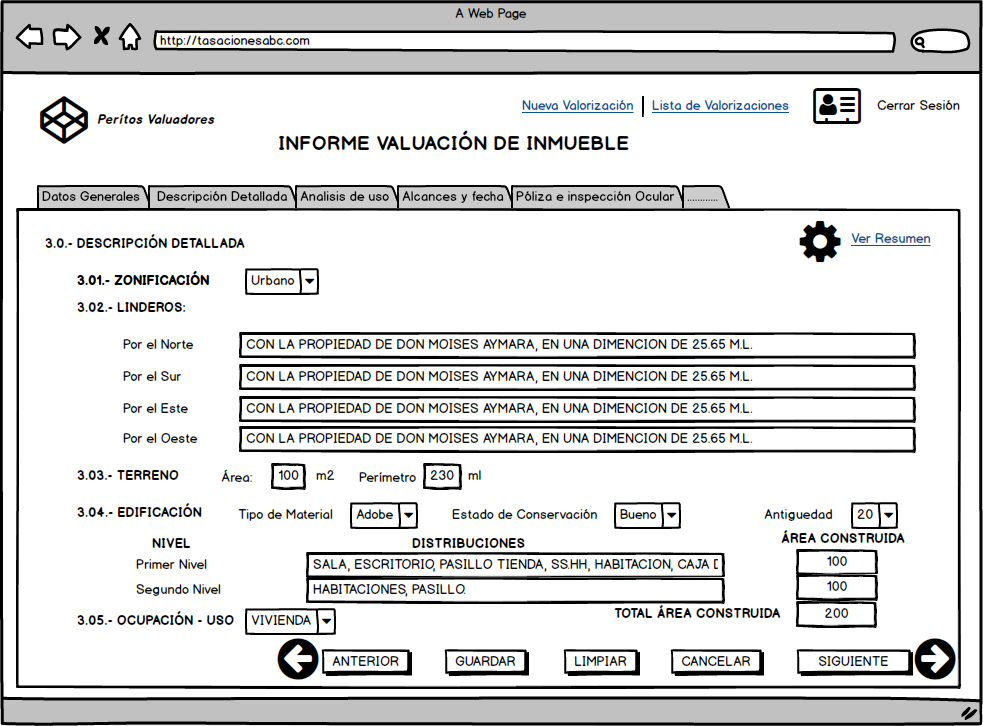 A Web Page
http://tasacionesabc.com
Perítos Valuadores
Nueva Valorización | Lista de Valorizaciones
Cerrar Sesión
INFORME VALUACIÓN DE INMUEBLE
Datos Generales Descripción Detallada Analisis de uso Alcances y fecha Póliza e inspección Ocular ............
3.0.- DESCRIPCIÓN DETALLADA
Ver Resumen
3.01.- ZONIFICACIÓN Urbano
3.02.- LINDEROS:
Por el Norte CON LA PROPIEDAD DE DON MOISES AYMARA, EN UNA DIMENCION DE 25.65 M.L.
Por el Sur CON LA PROPIEDAD DE DON MOISES AYMARA, EN UNA DIMENCION DE 25.65 M.L.
Por el Este CON LA PROPIEDAD DE DON MOISES AYMARA, EN UNA DIMENCION DE 25.65 M.L.
Por el Oeste CON LA PROPIEDAD DE DON MOISES AYMARA, EN UNA DIMENCION DE 25.65 M.L.
3.03.- TERRENO Área: 100 m2 Perímetro 230 ml
3.04.- EDIFICACIÓN Tipo de Material Adobe Estado de Conservación Bueno Antiguedad 20
NIVEL DISTRIBUCIONES ÁREA CONSTRUIDA
Primer Nivel SALA, ESCRITORIO, PASILLO TIENDA, SS.HH, HABITACION, CAJA D 100
Segundo Nivel HABITACIONES, PASILLO. 100
TOTAL ÁREA CONSTRUIDA 200
3.05.- OCUPACIÓN - USO VIVIENDA
ANTERIOR GUARDAR LIMPIAR CANCELAR SIGUIENTE